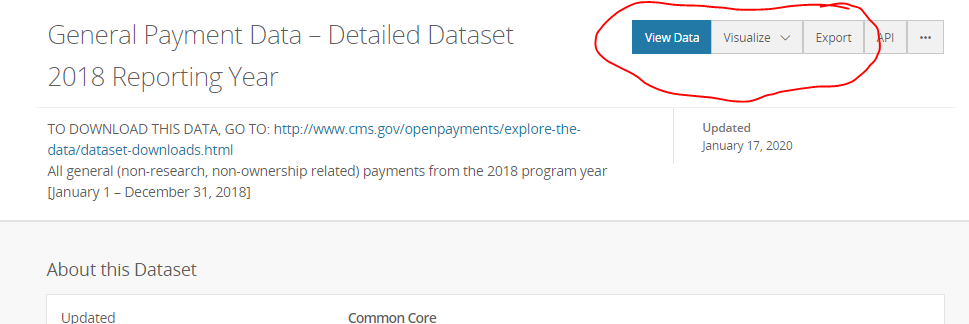 General Payment Data – Detailed Dataset
2018 Reporting Year
View Data Visualize Export API •••
TO DOWNLOAD THIS DATA, GO TO: http://www.cms.gov/openpayments/explore-the-
data/dataset-downloads.html
All general (non-research, non-ownership related) payments from the 2018 program year
[January 1 – December 31, 2018]
Updated
January 17, 2020
About this Dataset
Updated
Common Core